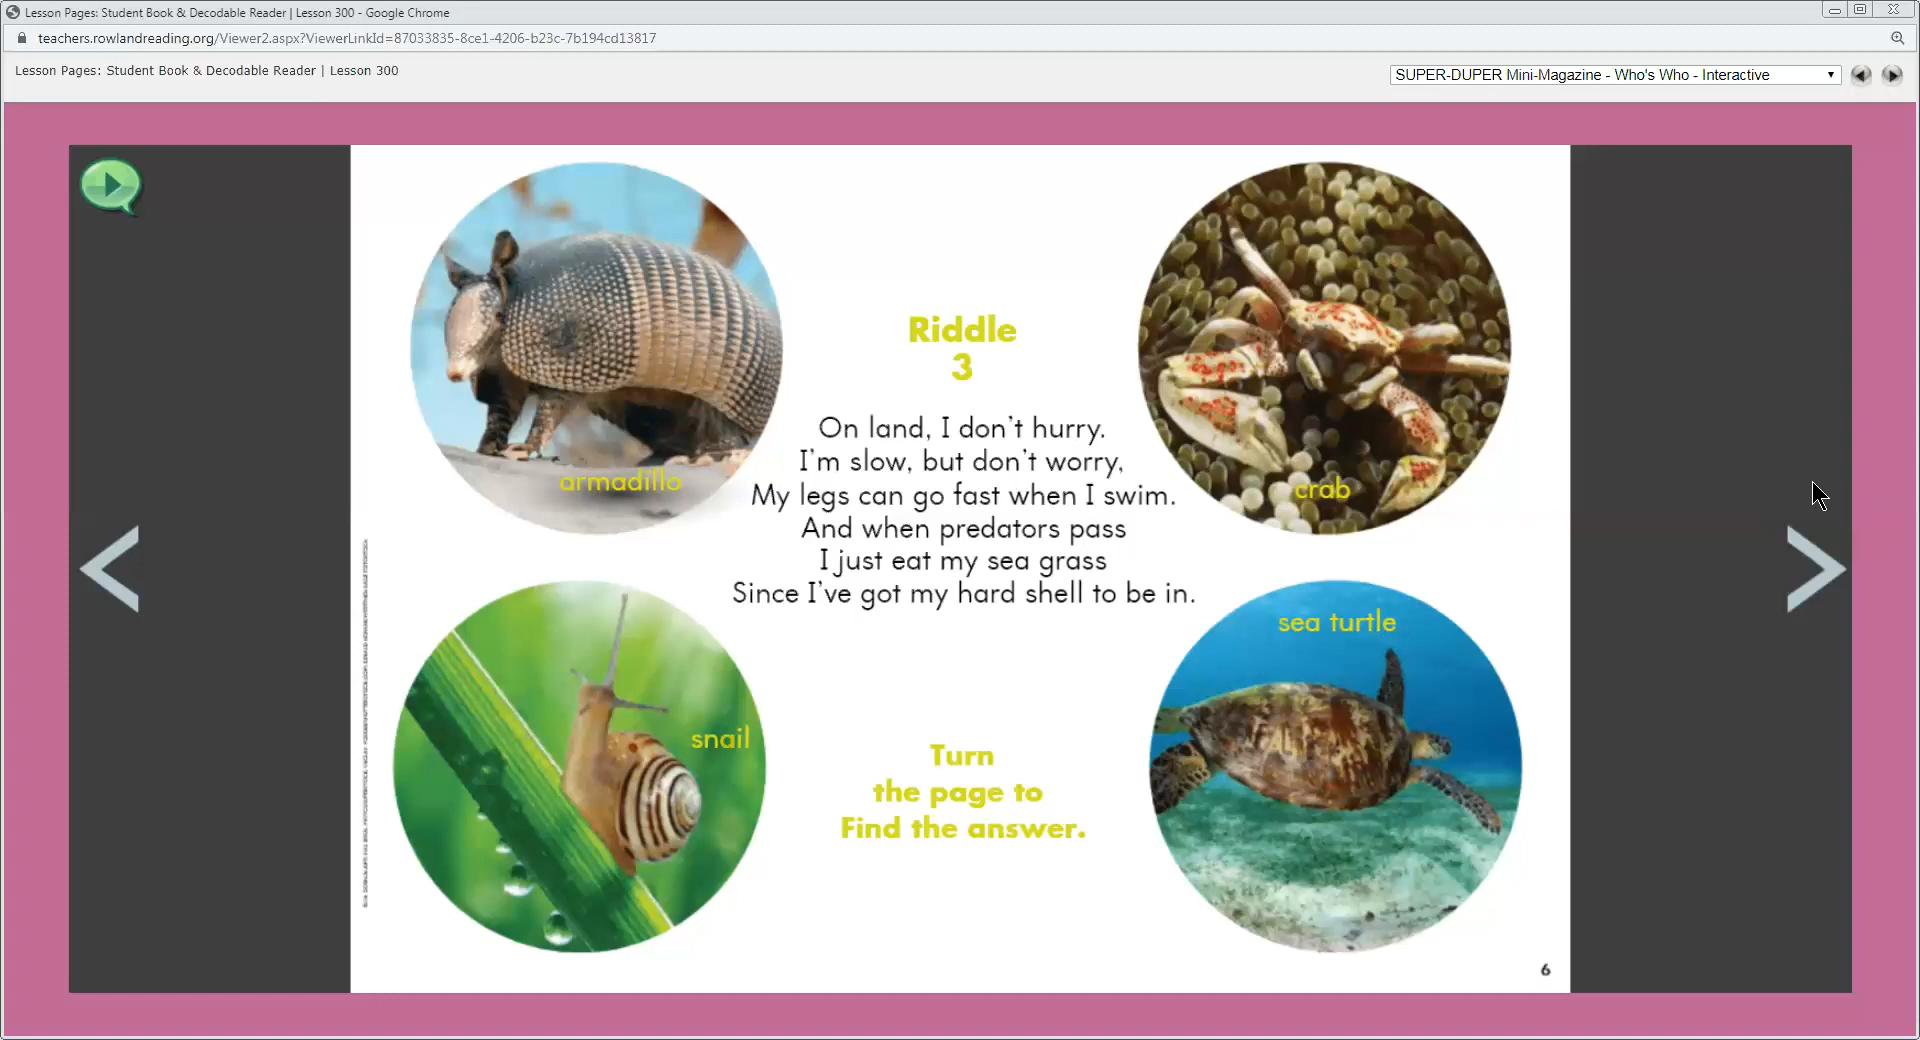 Lesson Pages: Student Book & Decodable Reader | Lesson 300 - Google Chrome
teachers.rowlandreading.org/Viewer2.aspx?ViewerLinkId=87033835-8ce1-4206-b23c-7b194cd13817
Lesson Pages: Student Book & Decodable Reader | Lesson 300
SUPER-DUPER Mini-Magazine - Who's Who - Interactive
Riddle
3
On land, I don't hurry.
I'm slow, but don't worry,
My legs can go fast when I swim.
And when predators pass
I just eat my sea grass
Since I've got my hard shell to be in.
armadillo
crab
snail
sea turtle
Turn
the page to
Find the answer.
6